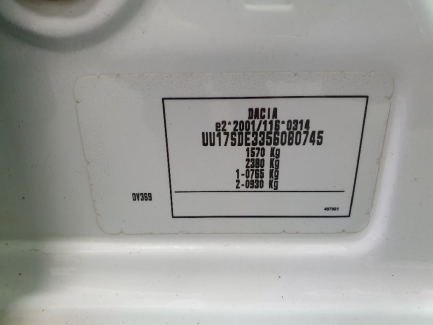 DACIA
e2*2001/116*0314
UU17SDE3356080745
1570 Kg
2380 Kg
1-0765 Kg
2-0930 Kg
OV369